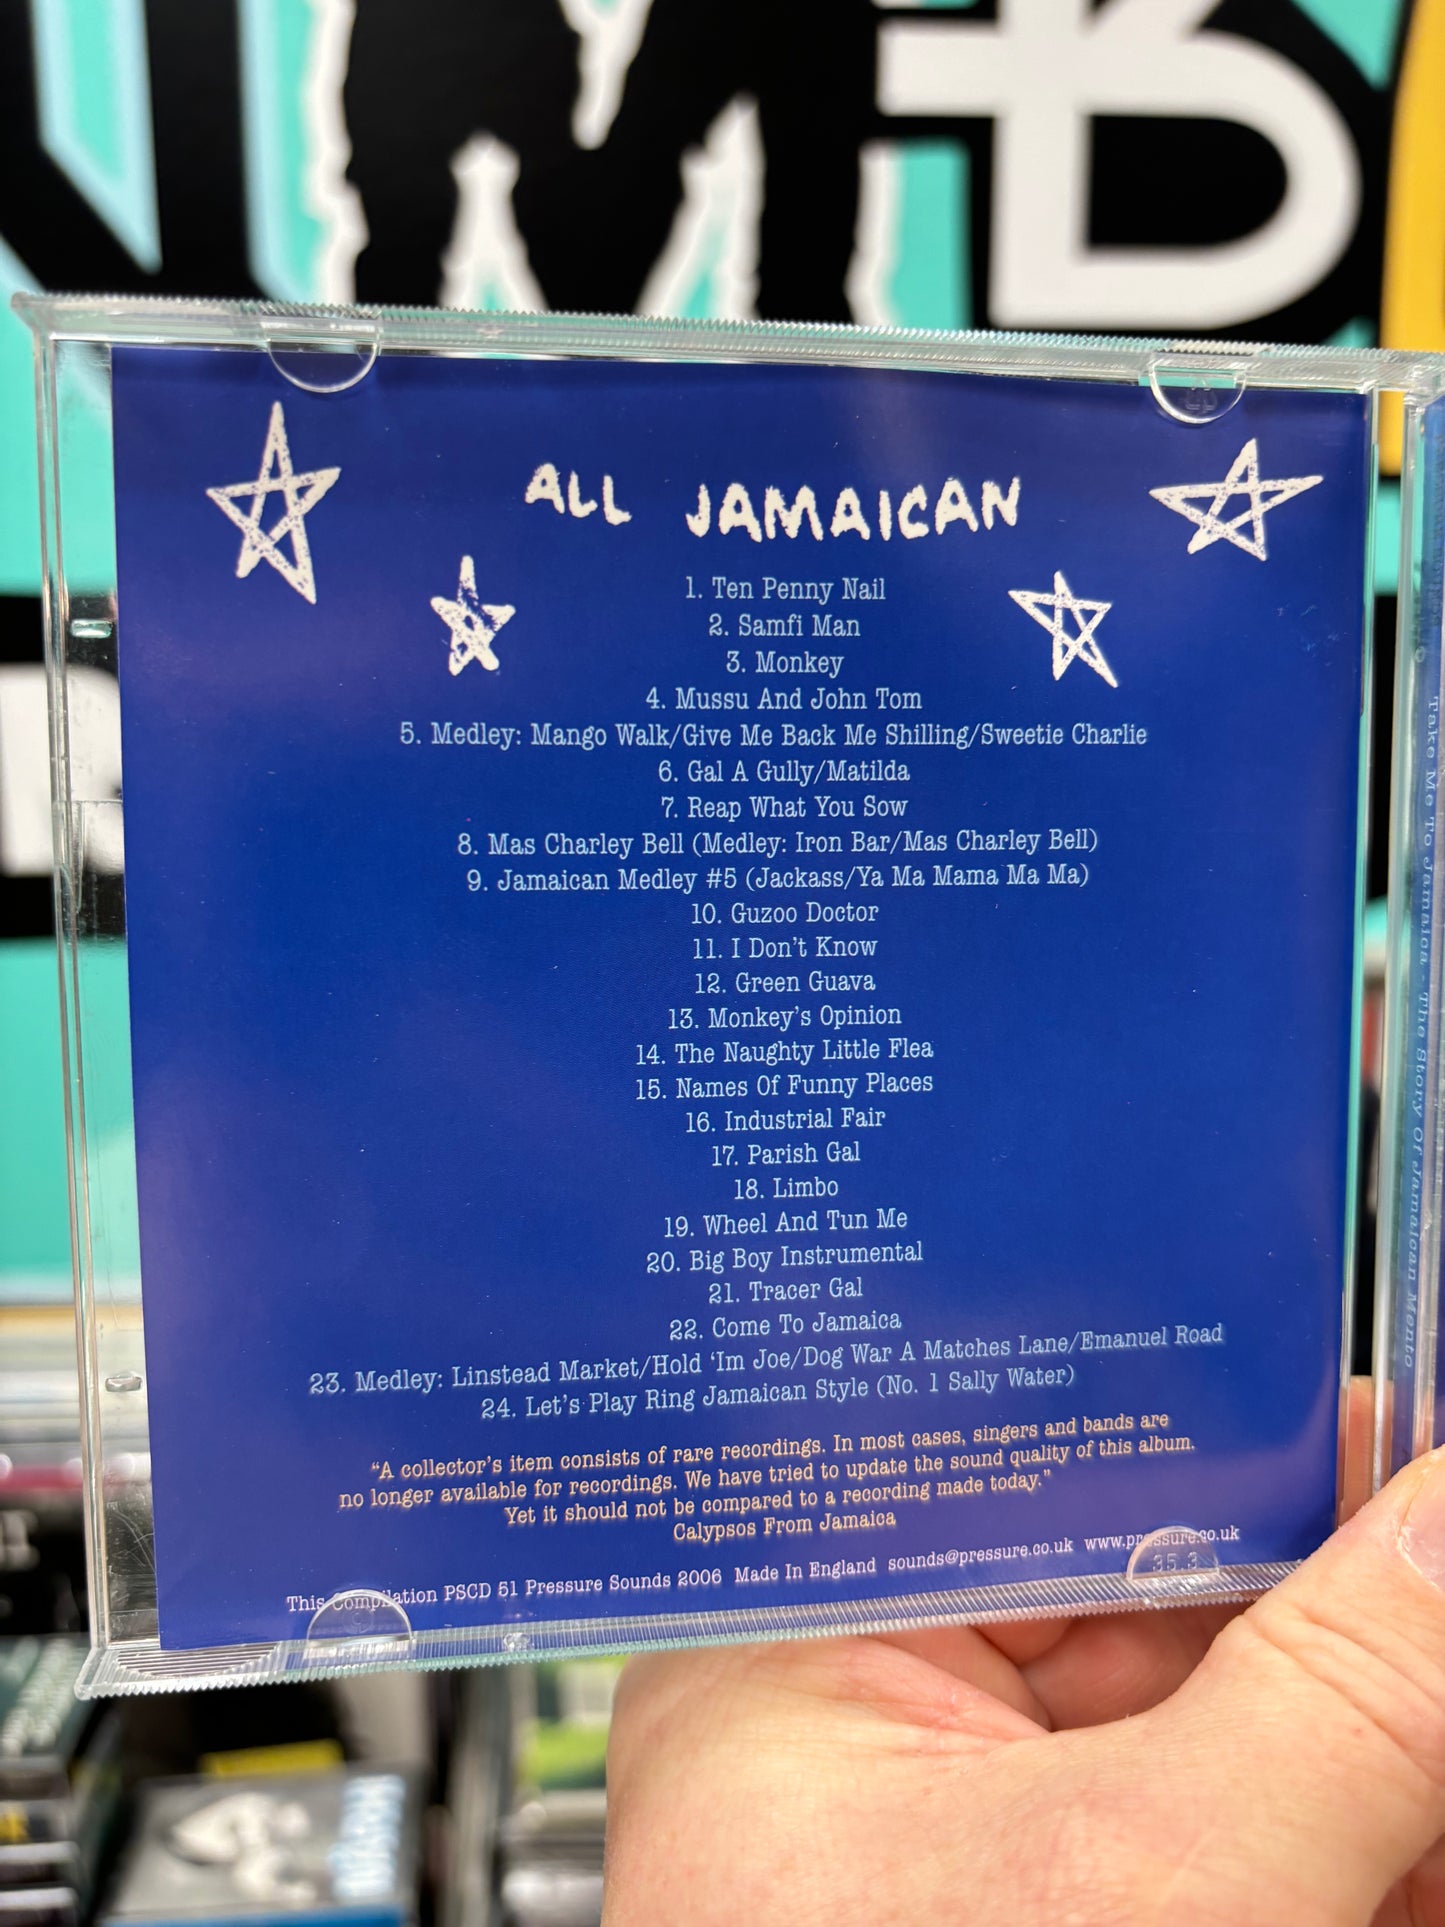 ALL JAMAICAN
1. Ten Penny Nail
2. Samfi Man
3. Monkey
4. Mussu And John Tom
5. Medley: Mango Walk/Give Me Back Me Shilling/Sweetie Charlie
6. Gal A Gully/Matilda
7. Reap What You Sow
8. Mas Charley Bell (Medley: Iron Bar/Mas Charley Bell)
9. Jamaican Medley #5 (Jackass/Ya Ma Mama Ma Ma)
10. Guzoo Doctor
11. I Don't Know
12. Green Guava
13. Monkey's Opinion
14. The Naughty Little Flea
15. Names Of Funny Places
16. Industrial Fair
17. Parish Gal
18. Limbo
19. Wheel And Tun Me
20. Big Boy Instrumental
21. Tracer Gal
22. Come To Jamaica
23. Medley: Linstead Market/Hold 'Im Joe/Dog War A Matches Lane/Emanuel Road
24. Let's Play Ring Jamaican Style (No. 1 Sally Water)
"A collector's item consists of rare recordings. In most cases, singers and bands are
no longer available for recordings. We have tried to update the sound quality of this album.
Yet it should not be compared to a recording made today."
Calypsos From Jamaica
This Compilation PSCD 51 Pressure Sounds 2006 Made In England sounds@pressure.co.uk www.pressure.co.uk
35.3
Take Me To Jamaica - The Story Of Jamaican Mento